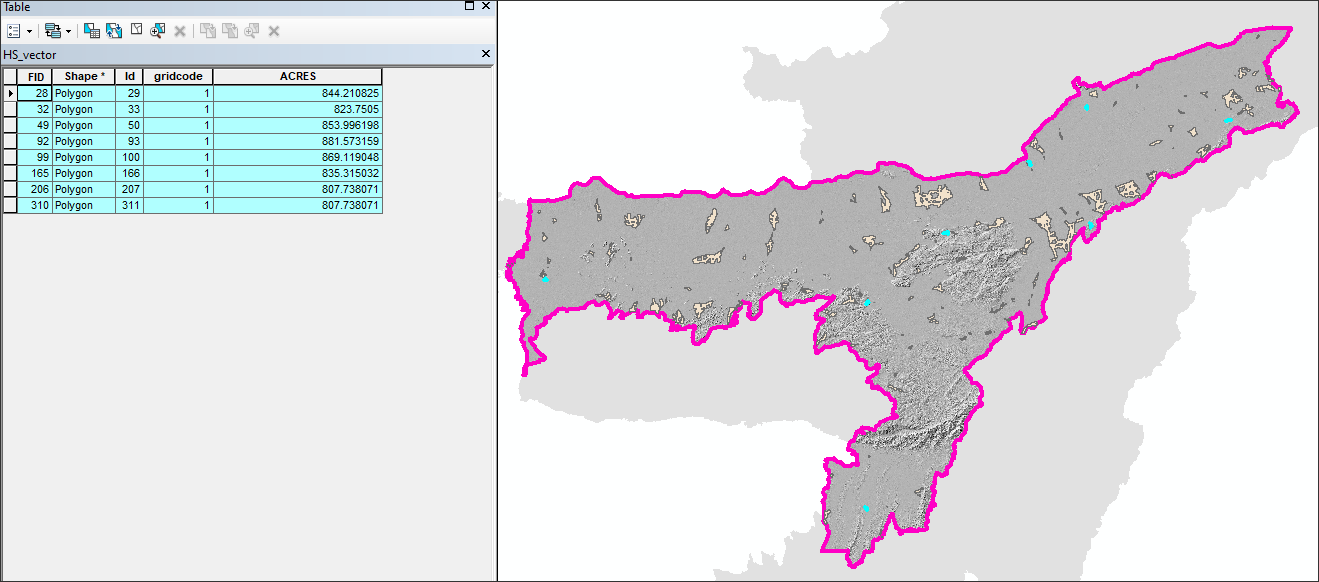 Table
HS_vector
FID Shape * Id gridcode ACRES
28 Polygon 29 1 844.210825
32 Polygon 33 1 823.7505
49 Polygon 50 1 853.996198
92 Polygon 93 1 881.573159
99 Polygon 100 1 869.119048
165 Polygon 166 1 835.315032
206 Polygon 207 1 807.738071
310 Polygon 311 1 807.738071